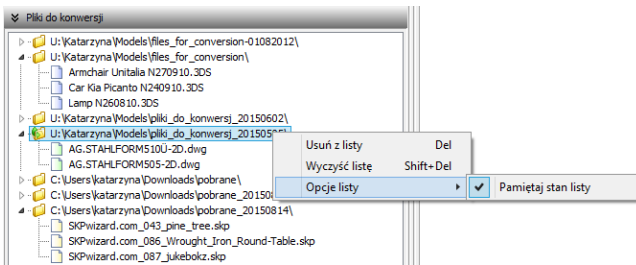 Pliki do konwersji
U:\Katarzyna\Models\files_for_conversion-01082012\
U:\Katarzyna\Models\files_for_conversion\
Armchair Unitalia N270910.3DS
Car Kia Picanto N240910.3DS
Lamp N260810.3DS
U:\Katarzyna\Models\pliki_do_konwersj_20150602\
U:\Katarzyna\Models\pliki_do_konwersj_20150505\
AG.STAHLFORM510Ü-2D.dwg
AG.STAHLFORM505-2D.dwg
C:\Users\katarzyna\Downloads\pobrane\
C:\Users\katarzyna\Downloads\pobrane_20150
C:\Users\katarzyna\Downloads\pobrane_20150814\
SKPwizard.com_043_pine_tree.skp
SKPwizard.com_086_Wrought_Iron_Round-Table.skp
SKPwizard.com_087_jukebokz.skp
Usuń z listy Del
Wyczyść listę Shift+Del
Opcje listy
Pamiętaj stan listy